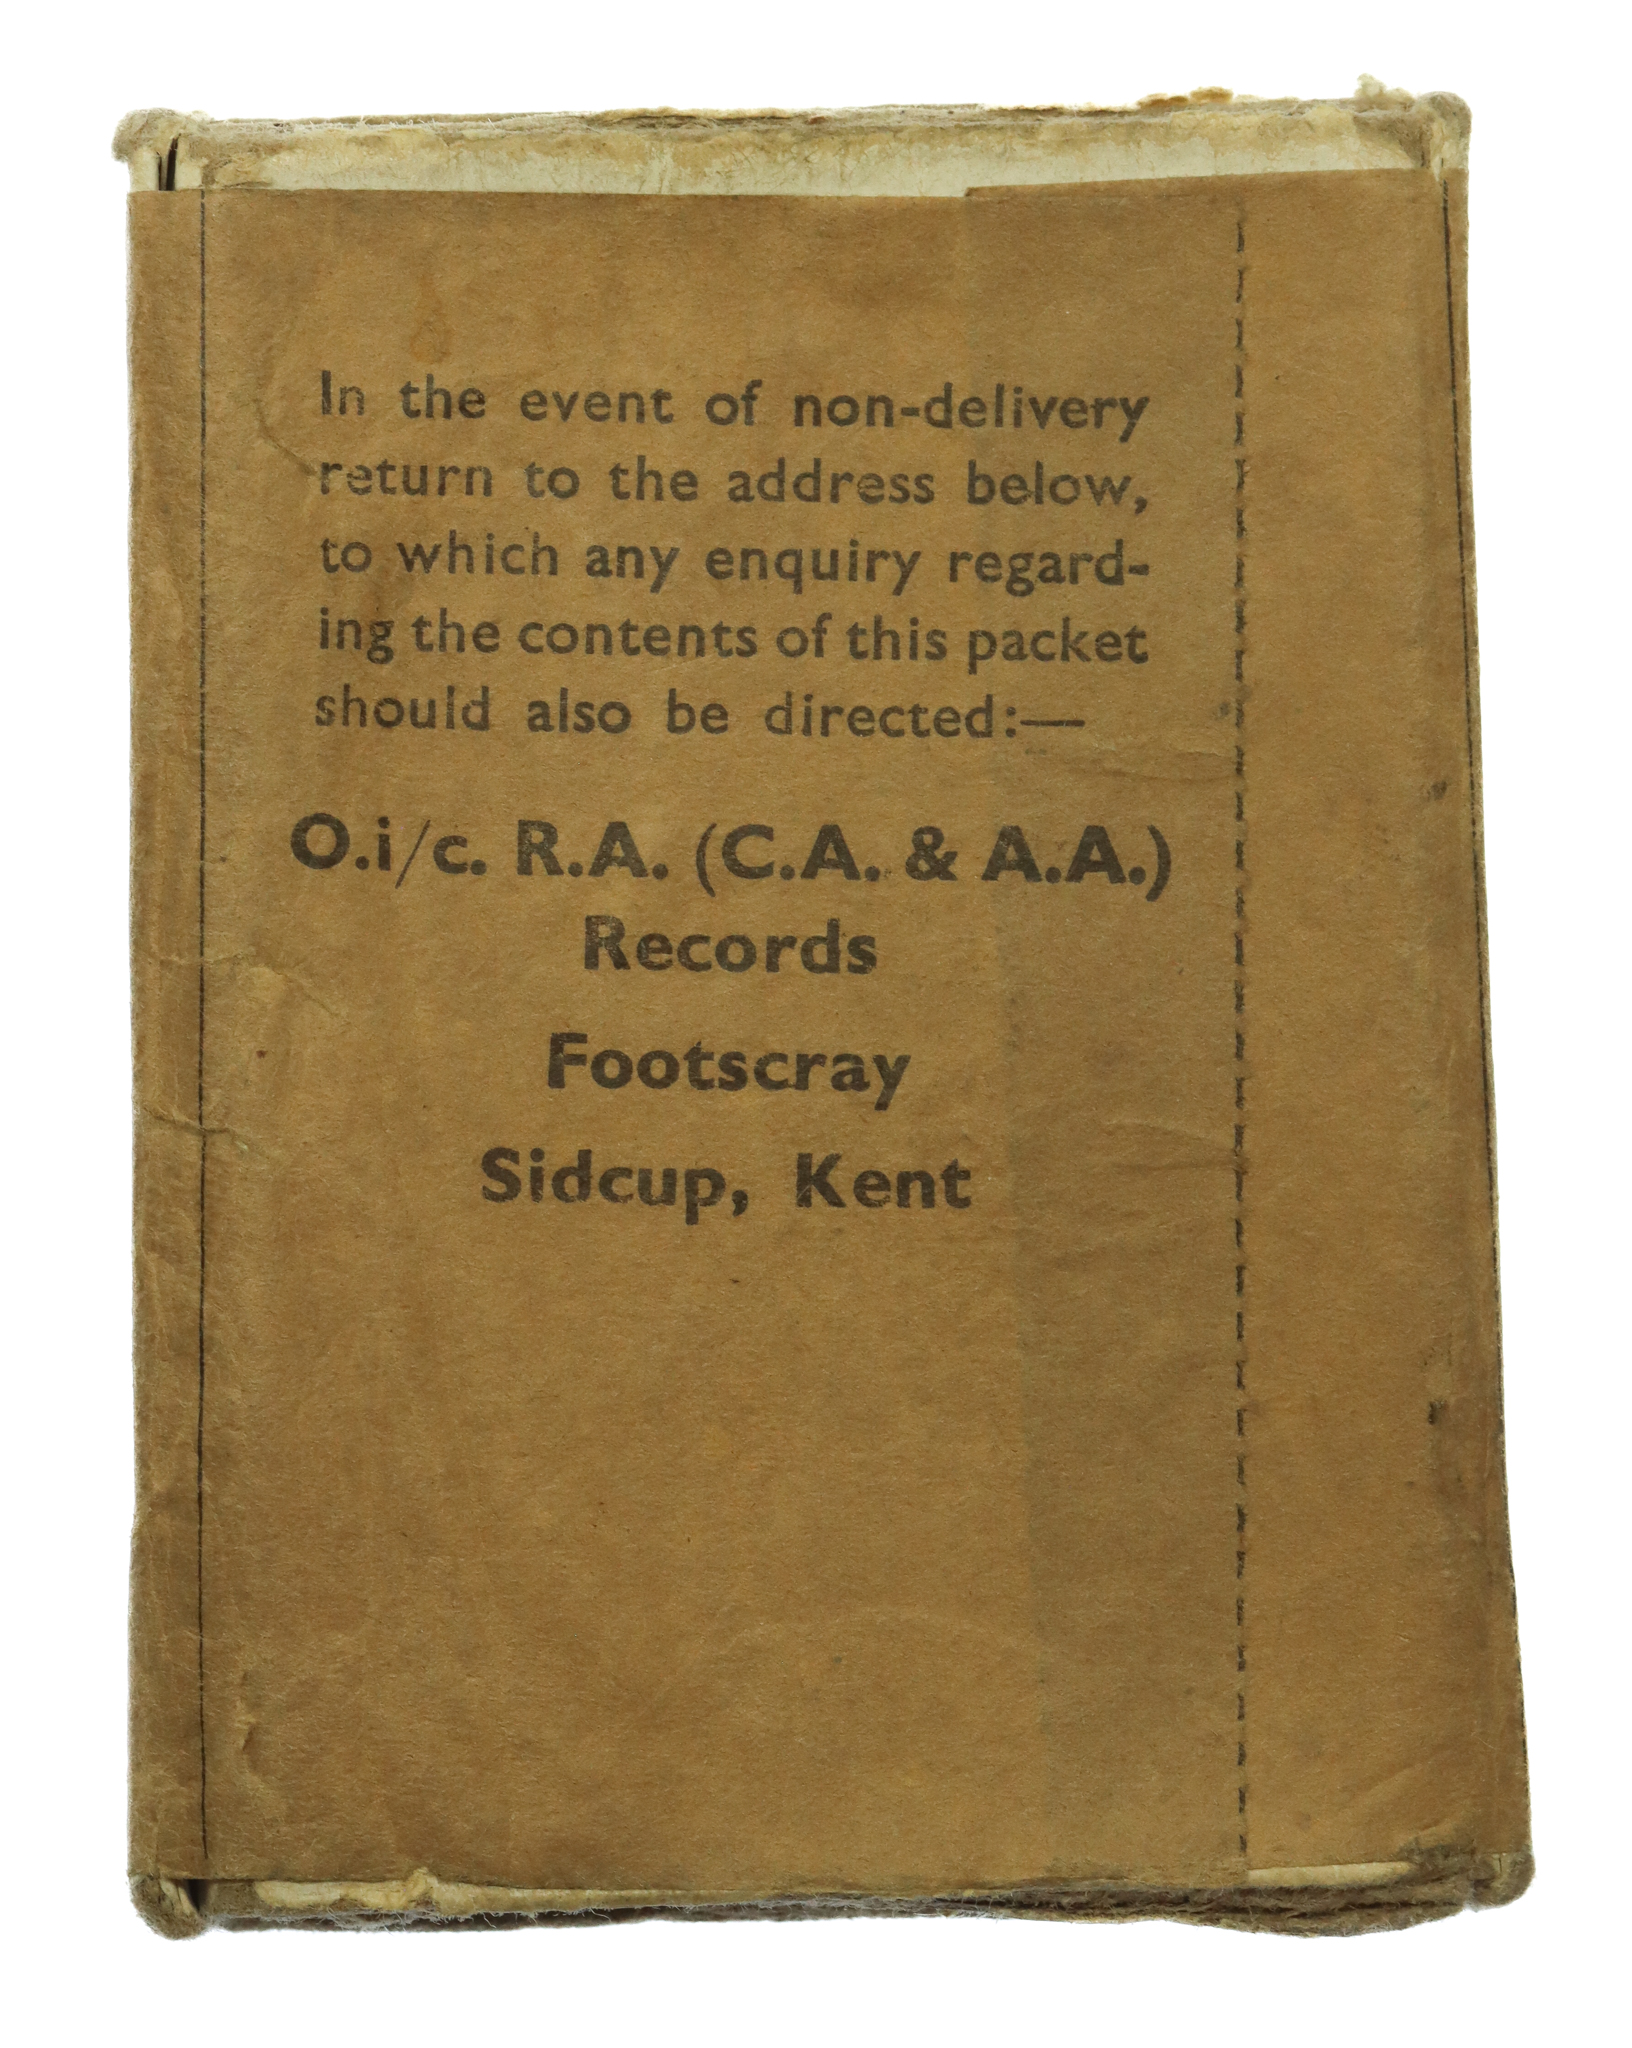 In the event of non-delivery
return to the address below,
to which any enquiry regard-
ing the contents of this packet
should also be directed:—
O.i/c. R.A. (C.A. & A.A.)
Records
Footscray
Sidcup, Kent